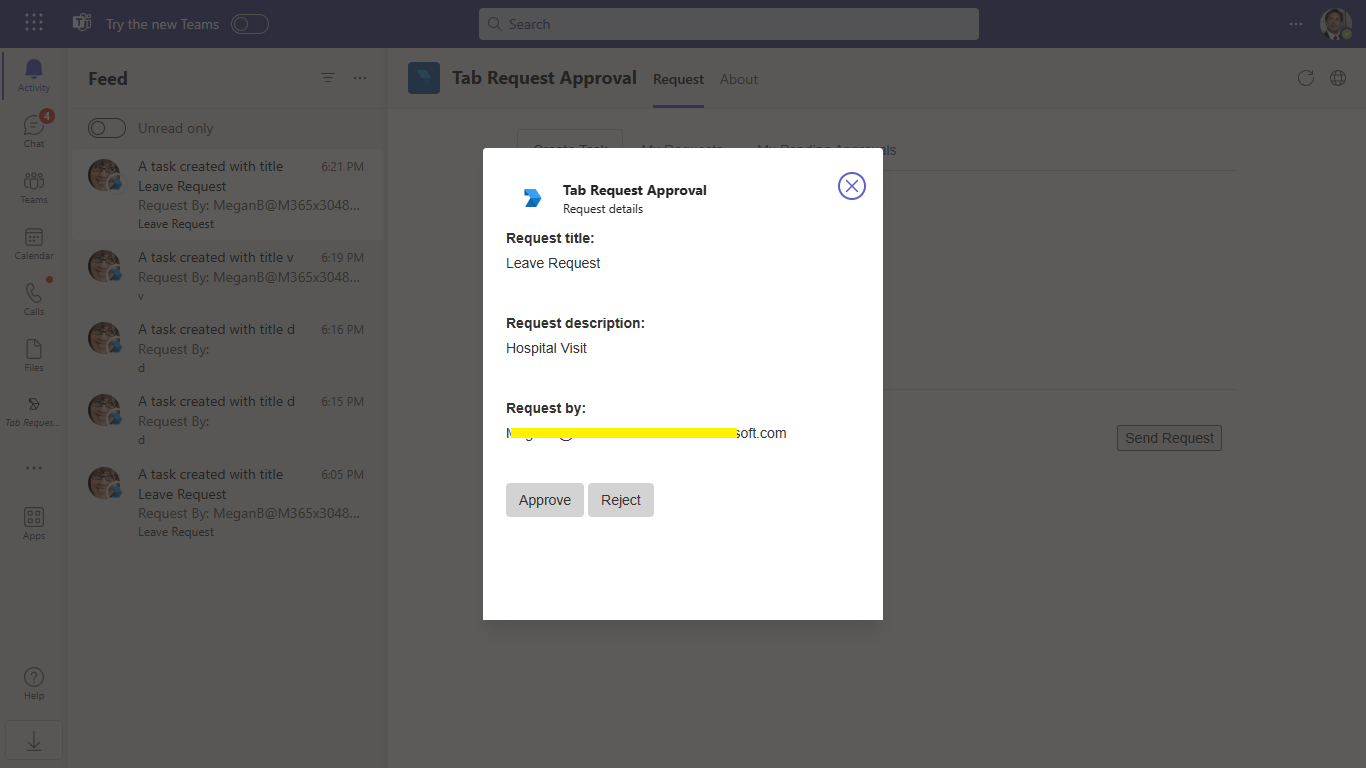 Try the new Teams
Search
Activity
4
Chat
Teams
Calendar
Calls
Files
Tab Reques...
Apps
Help
Feed
Unread only
A task created with title 6:21 PM
Leave Request
Request By: MeganB@M365x3048...
Leave Request
A task created with title v 6:19 PM
Request By: MeganB@M365x3048...
v
A task created with title d 6:16 PM
Request By:
d
A task created with title d 6:15 PM
Request By:
d
A task created with title 6:05 PM
Leave Request
Request By: MeganB@M365x3048...
Leave Request
Tab Request Approval Request About
Create Task My Requests My Pending Approvals
Tab Request Approval
Request details
Request title:
Leave Request
Request description:
Hospital Visit
Request by:
soft.com
Approve Reject
Send Request